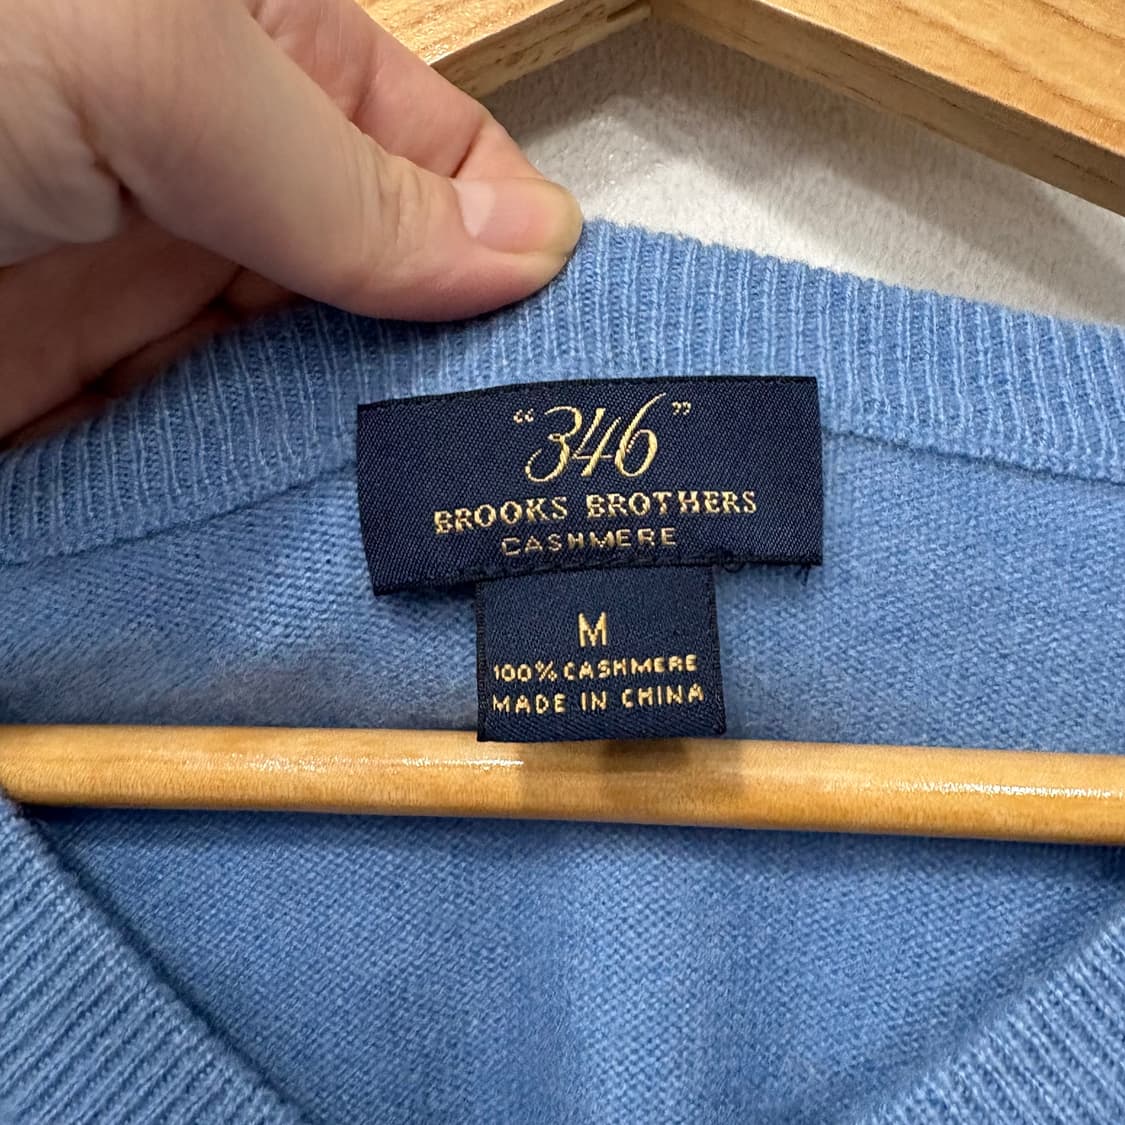 “346”
BROOKS BROTHERS
CASHMERE
M
100% CASHMERE
MADE IN CHINA